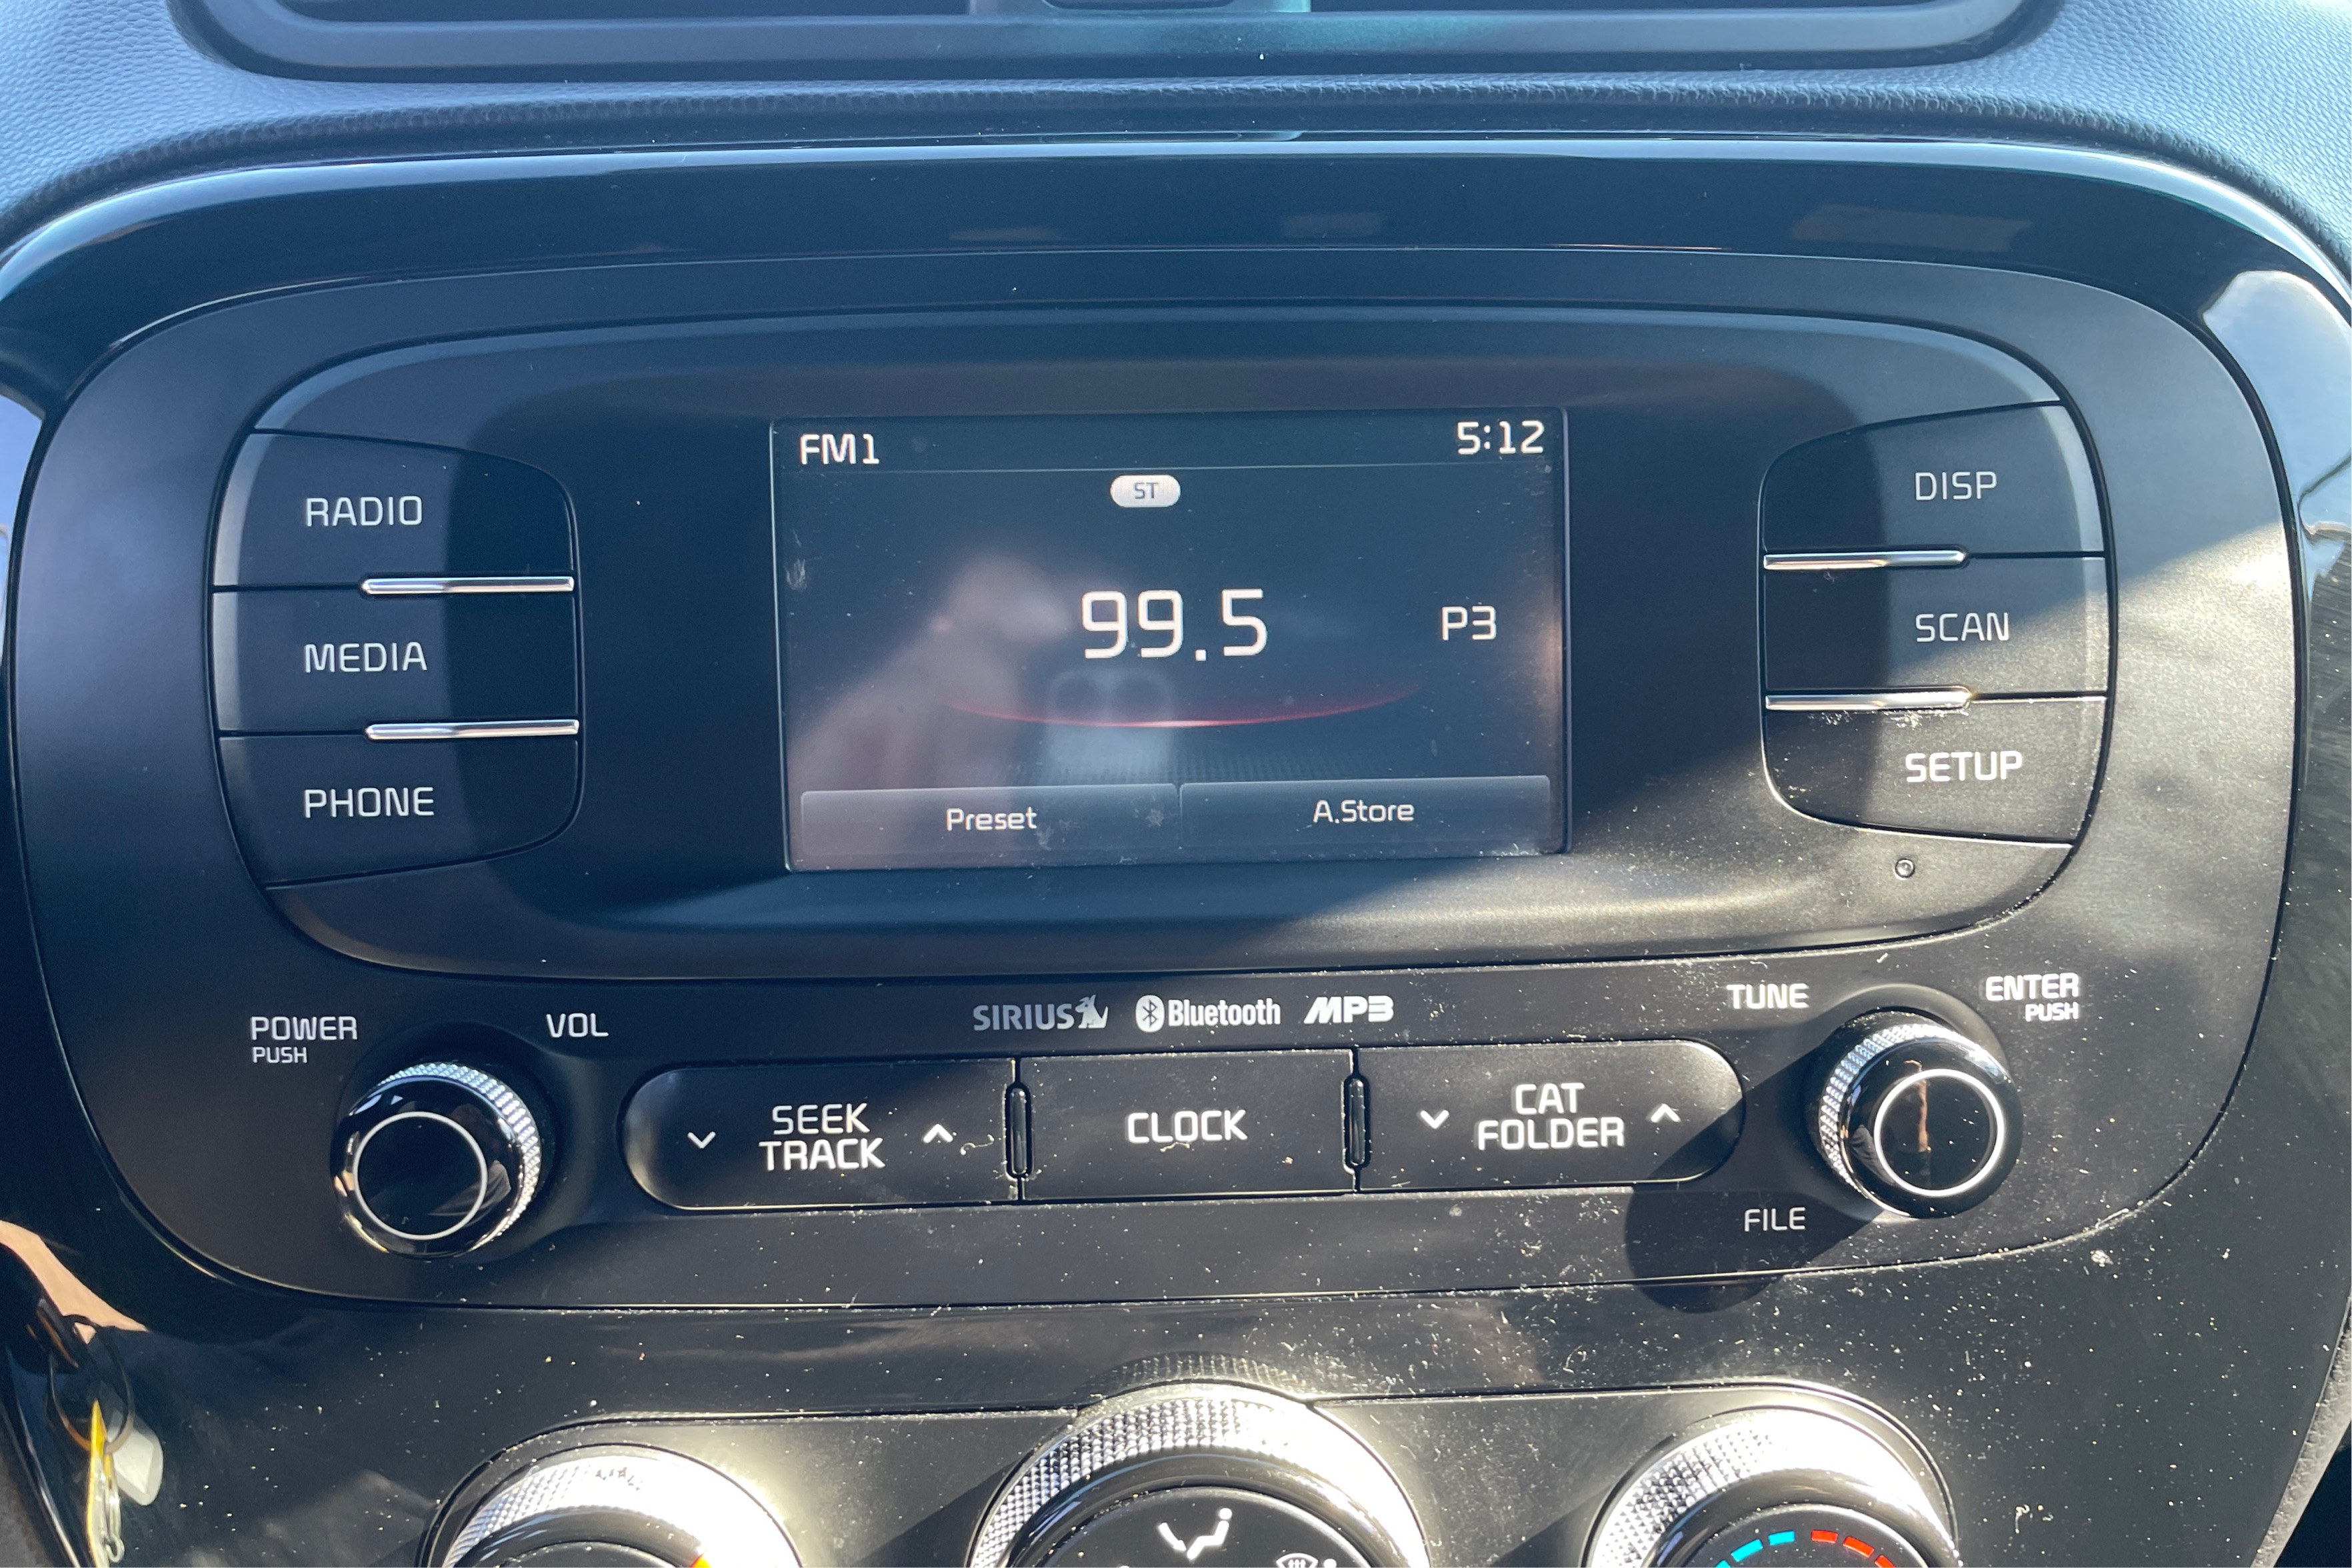 FM1
5:12
ST
99.5
P3
Preset
A.Store
RADIO
MEDIA
PHONE
DISP
SCAN
SETUP
POWER
PUSH
VOL
SIRIUS
Bluetooth
MP3
TUNE
ENTER
PUSH
SEEK
TRACK
CLOCK
CAT
FOLDER
FILE